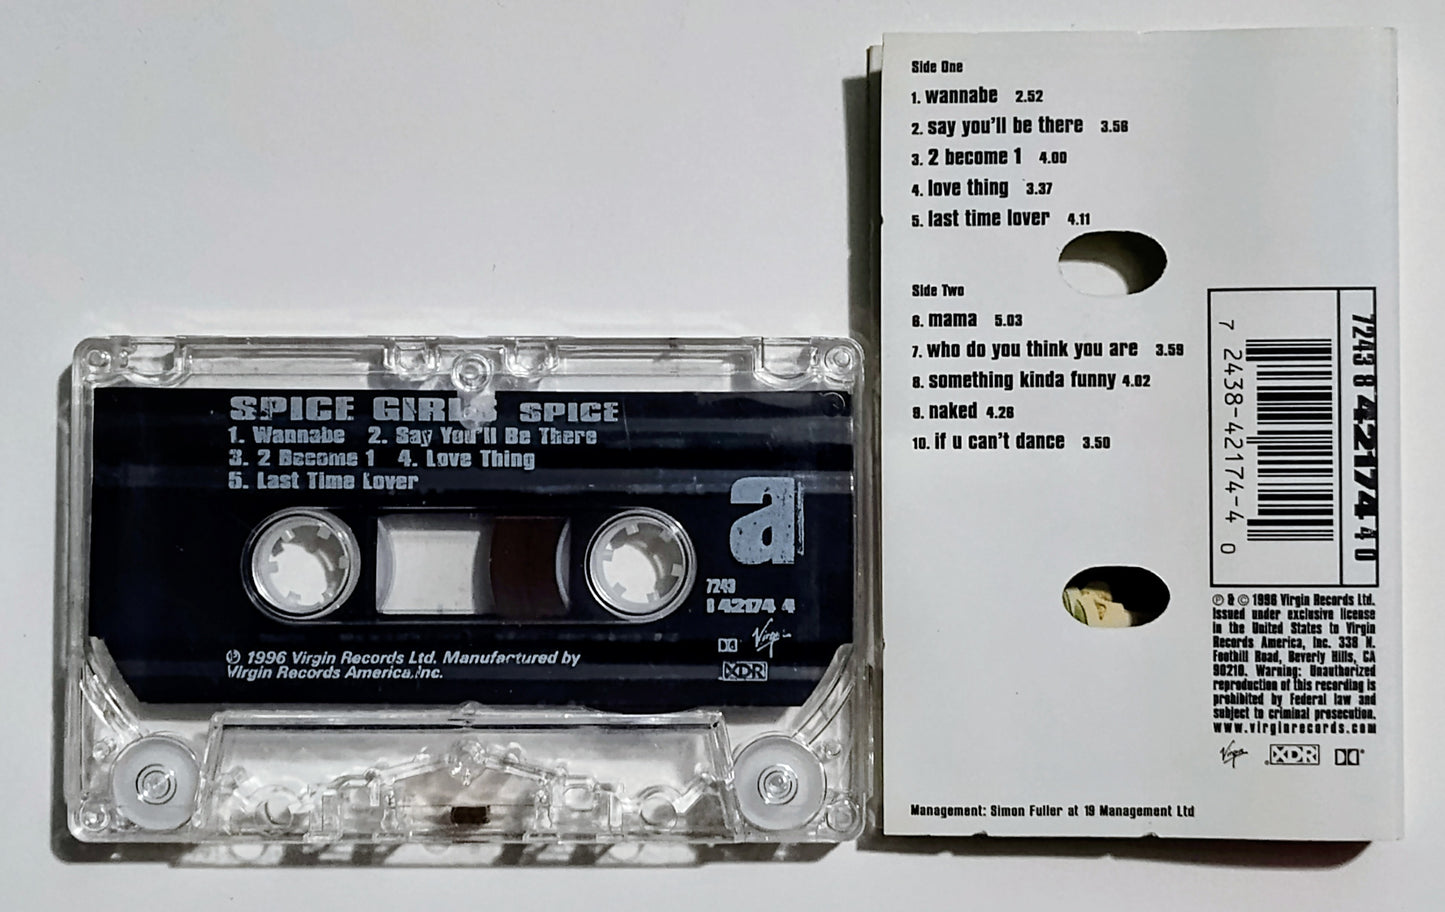 SPICE GIRLS SPICE
1. Wannabe 2. Say You'll Be There
3. 2 Become 1 4. Love Thing
5. Last Time Lover
a
7243
42174 4
℗ 1996 Virgin Records Ltd. Manufactured by
Virgin Records America, Inc.
Virgin
XDR
Side One
1. wannabe 2.52
2. say you'll be there 3.56
3. 2 become 1 4.00
4. love thing 3.37
5. last time lover 4.11
Side Two
6. mama 5.03
7. who do you think you are 3.59
8. something kinda funny 4.02
9. naked 4.26
10. if u can't dance 3.50
7243 8 42174 4 0
7 2438-42174-4 0
℗ & © 1996 Virgin Records Ltd.
Issued under exclusive license
in the United States to Virgin
Records America, Inc. 338 N.
Foothill Road, Beverly Hills, CA
90210. Warning: Unauthorized
reproduction of this recording is
prohibited by Federal law and
subject to criminal prosecution.
www.virginrecords.com
Virgin XDR
Management: Simon Fuller at 19 Management Ltd